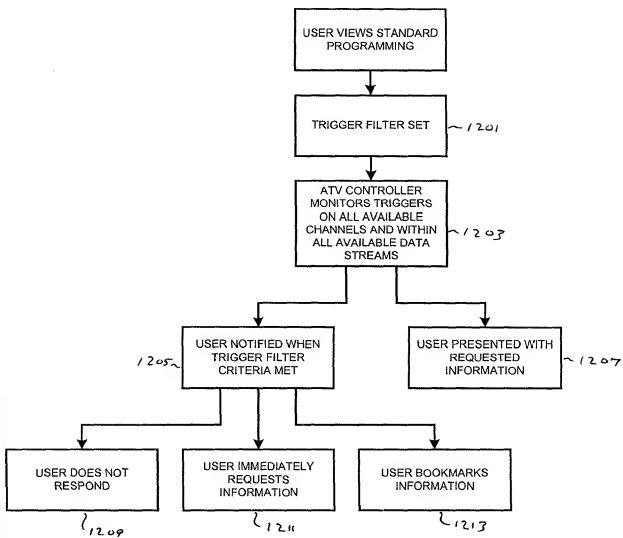 USER VIEWS STANDARD
PROGRAMMING
TRIGGER FILTER SET
1201
ATV CONTROLLER
MONITORS TRIGGERS
ON ALL AVAILABLE
CHANNELS AND WITHIN
ALL AVAILABLE DATA
STREAMS
1203
1205
USER NOTIFIED WHEN
TRIGGER FILTER
CRITERIA MET
USER PRESENTED WITH
REQUESTED
INFORMATION
1207
USER DOES NOT
RESPOND
USER IMMEDIATELY
REQUESTS
INFORMATION
USER BOOKMARKS
INFORMATION
1209
1211
1213